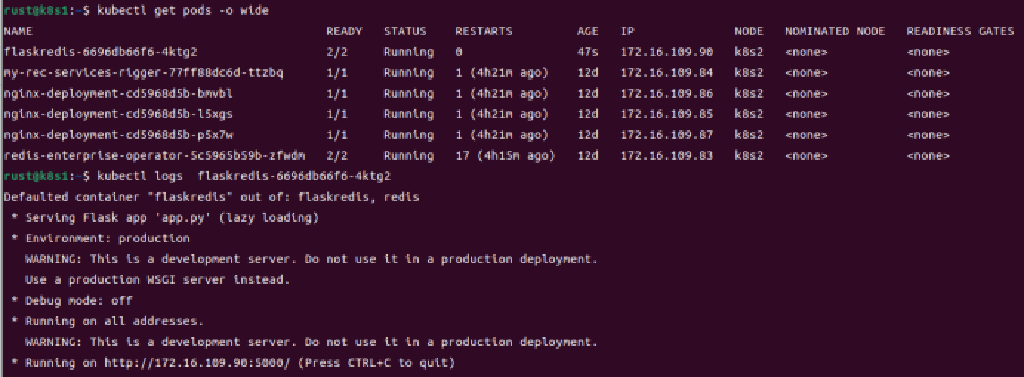 rust@k8s1:~$ kubectl get pods -o wide
NAME READY STATUS RESTARTS AGE IP NODE NOMINATED NODE READINESS GATES
flaskredis-6696db66f6-4ktg2 2/2 Running 0 47s 172.16.109.90 k8s2 <none> <none>
my-rec-services-rigger-77ff88dc6d-ttzbq 1/1 Running 1 (4h21m ago) 12d 172.16.109.84 k8s2 <none> <none>
nginx-deployment-cd5968d5b-bmvbl 1/1 Running 1 (4h21m ago) 12d 172.16.109.86 k8s2 <none> <none>
nginx-deployment-cd5968d5b-l5xgs 1/1 Running 1 (4h21m ago) 12d 172.16.109.85 k8s2 <none> <none>
nginx-deployment-cd5968d5b-p5x7w 1/1 Running 1 (4h21m ago) 12d 172.16.109.87 k8s2 <none> <none>
redis-enterprise-operator-5c5965b59b-zfwdm 2/2 Running 17 (4h15m ago) 12d 172.16.109.83 k8s2 <none> <none>
rust@k8s1:~$ kubectl logs flaskredis-6696db66f6-4ktg2
Defaulted container "flaskredis" out of: flaskredis, redis
* Serving Flask app 'app.py' (lazy loading)
* Environment: production
WARNING: This is a development server. Do not use it in a production deployment.
Use a production WSGI server instead.
* Debug mode: off
* Running on all addresses.
WARNING: This is a development server. Do not use it in a production deployment.
* Running on http://172.16.109.90:5000/ (Press CTRL+C to quit)